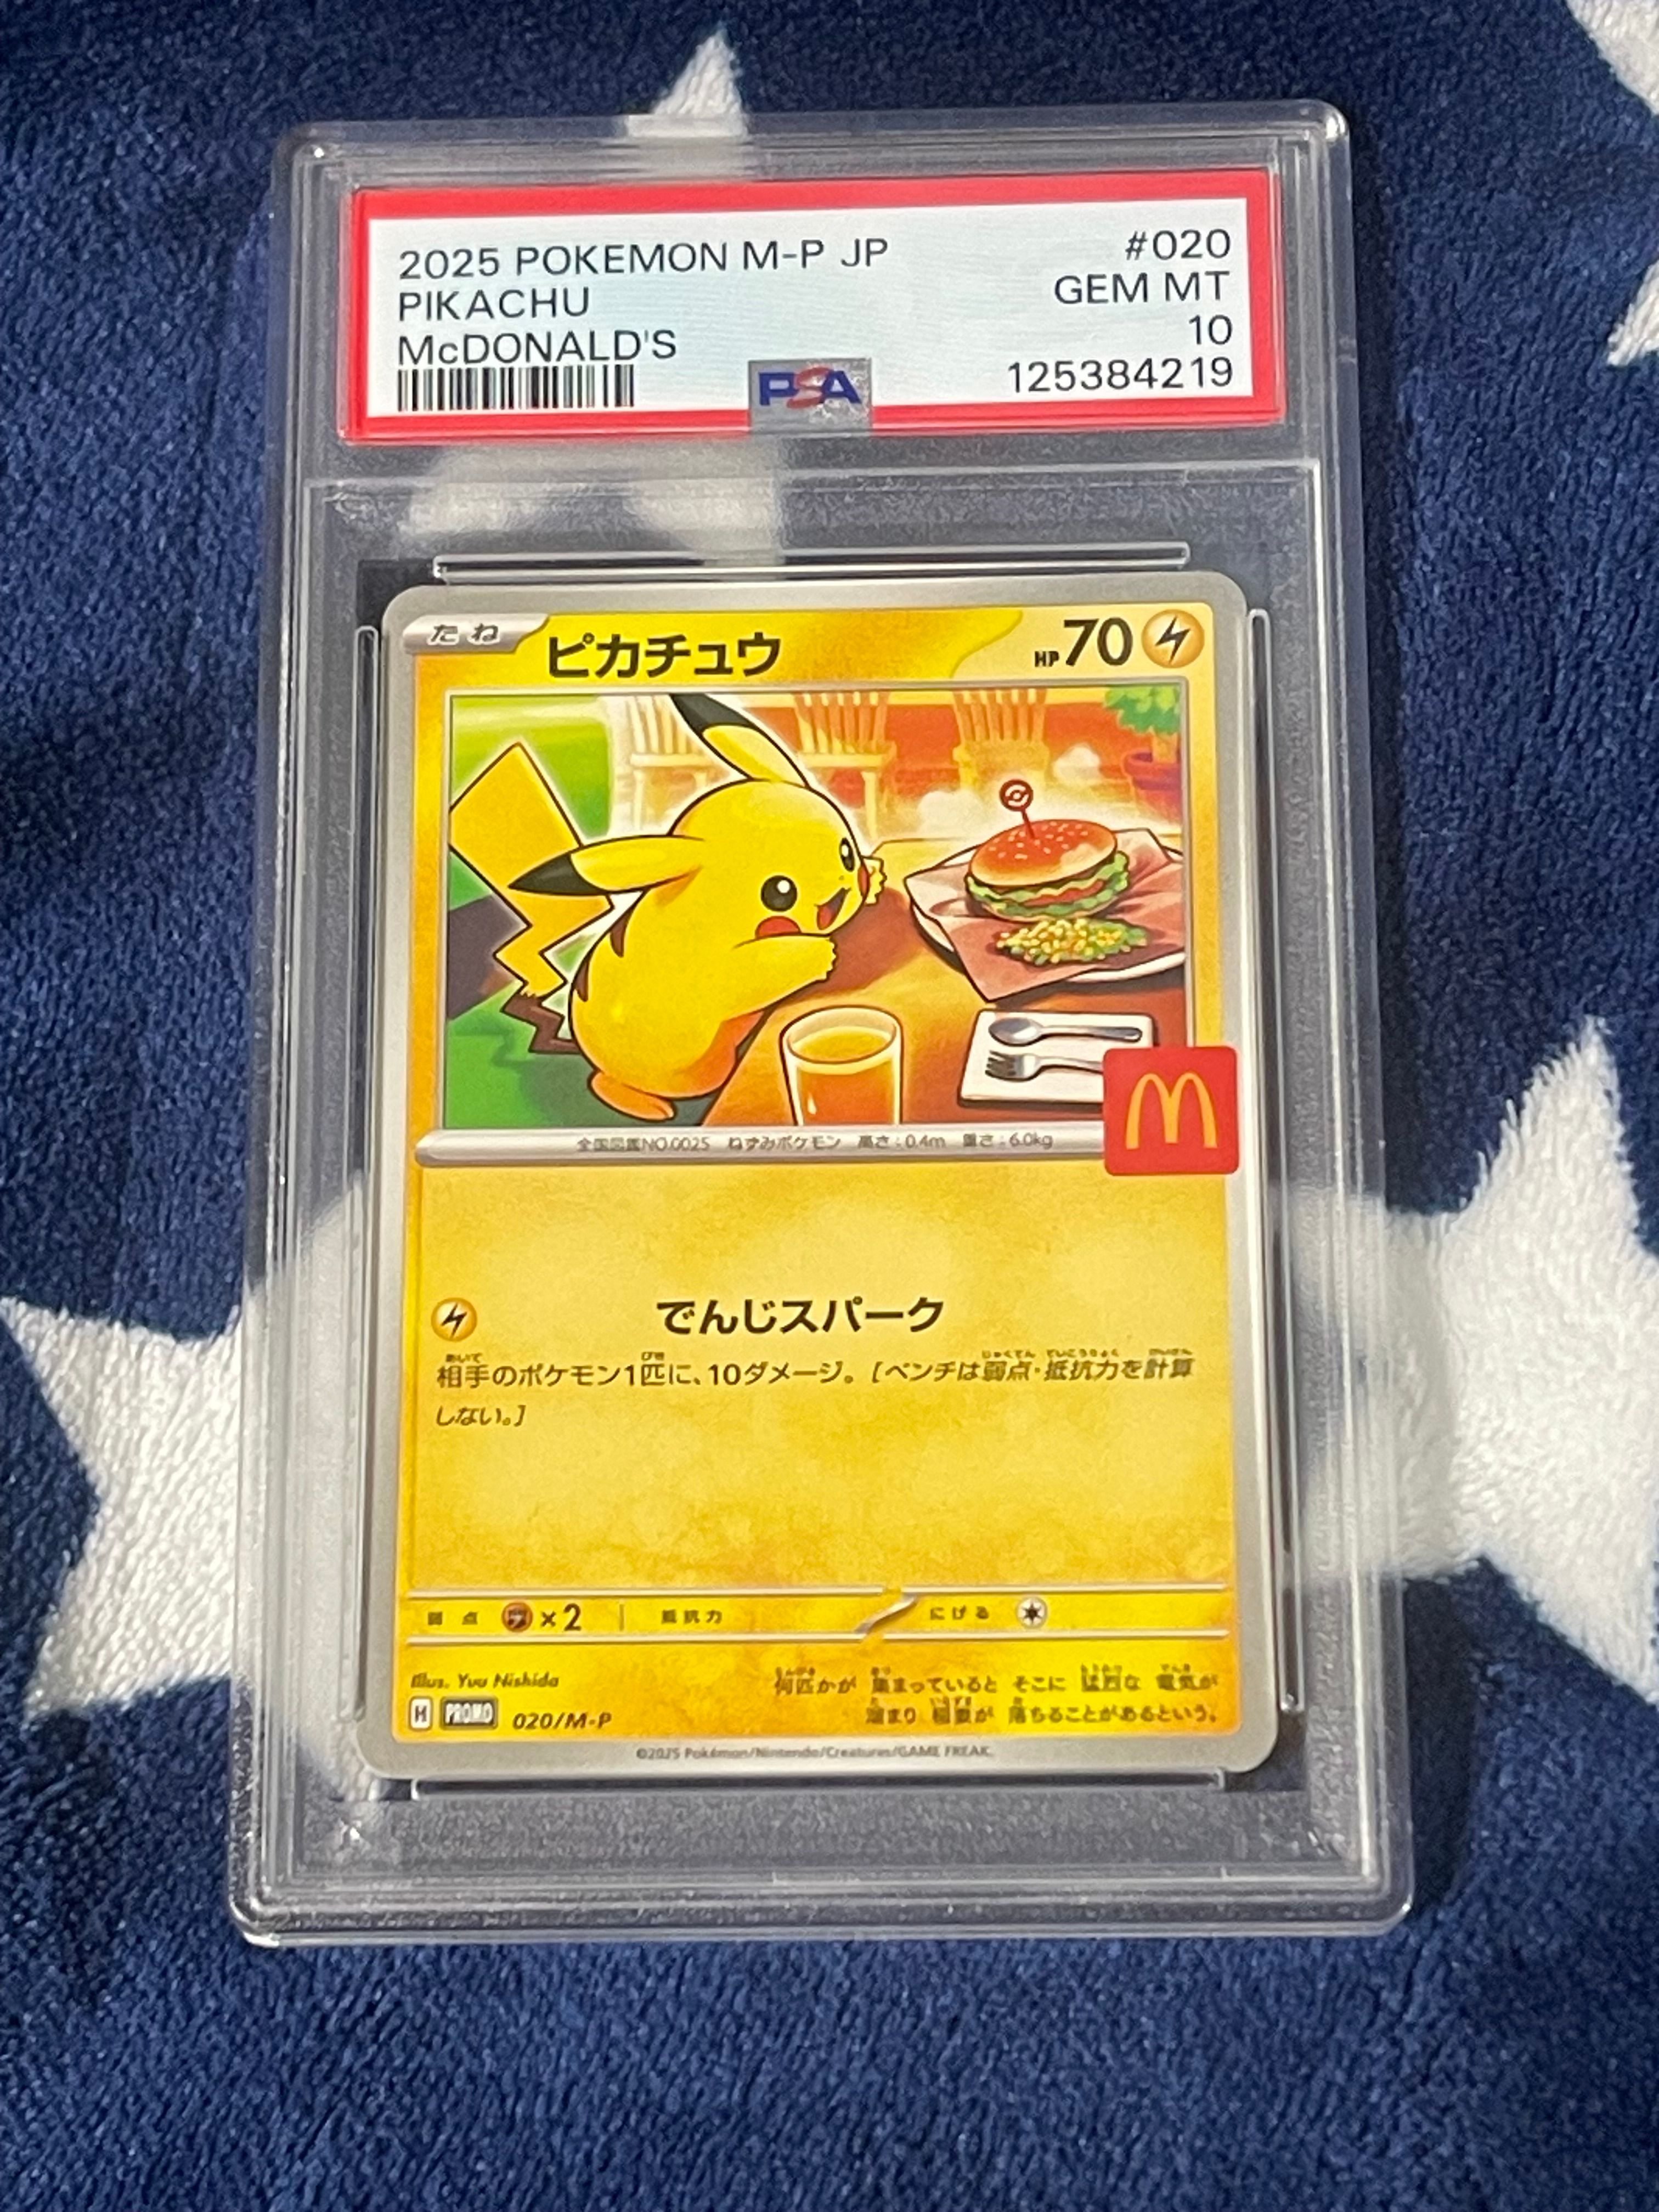 2025 POKEMON M-P JP #020
PIKACHU GEM MT
McDONALD'S 10
PSA 125384219
たね ピカチュウ HP70
M
全国図鑑NO.0025 ねずみポケモン 高さ:0.4m 重さ:6.0kg
でんじスパーク
相手のポケモン1匹に、10ダメージ。[ベンチは弱点・抵抗力を計算
しない。]
弱点 ×2 抵抗力 にげる
Illus. Yuu Nishida
何匹かが 集まっていると そこに 猛烈な 電気が
溜まり 稲妻が 落ちることがあるという。
H PROMO 020/M-P
©2025 Pokémon/Nintendo/Creatures/GAME FREAK.